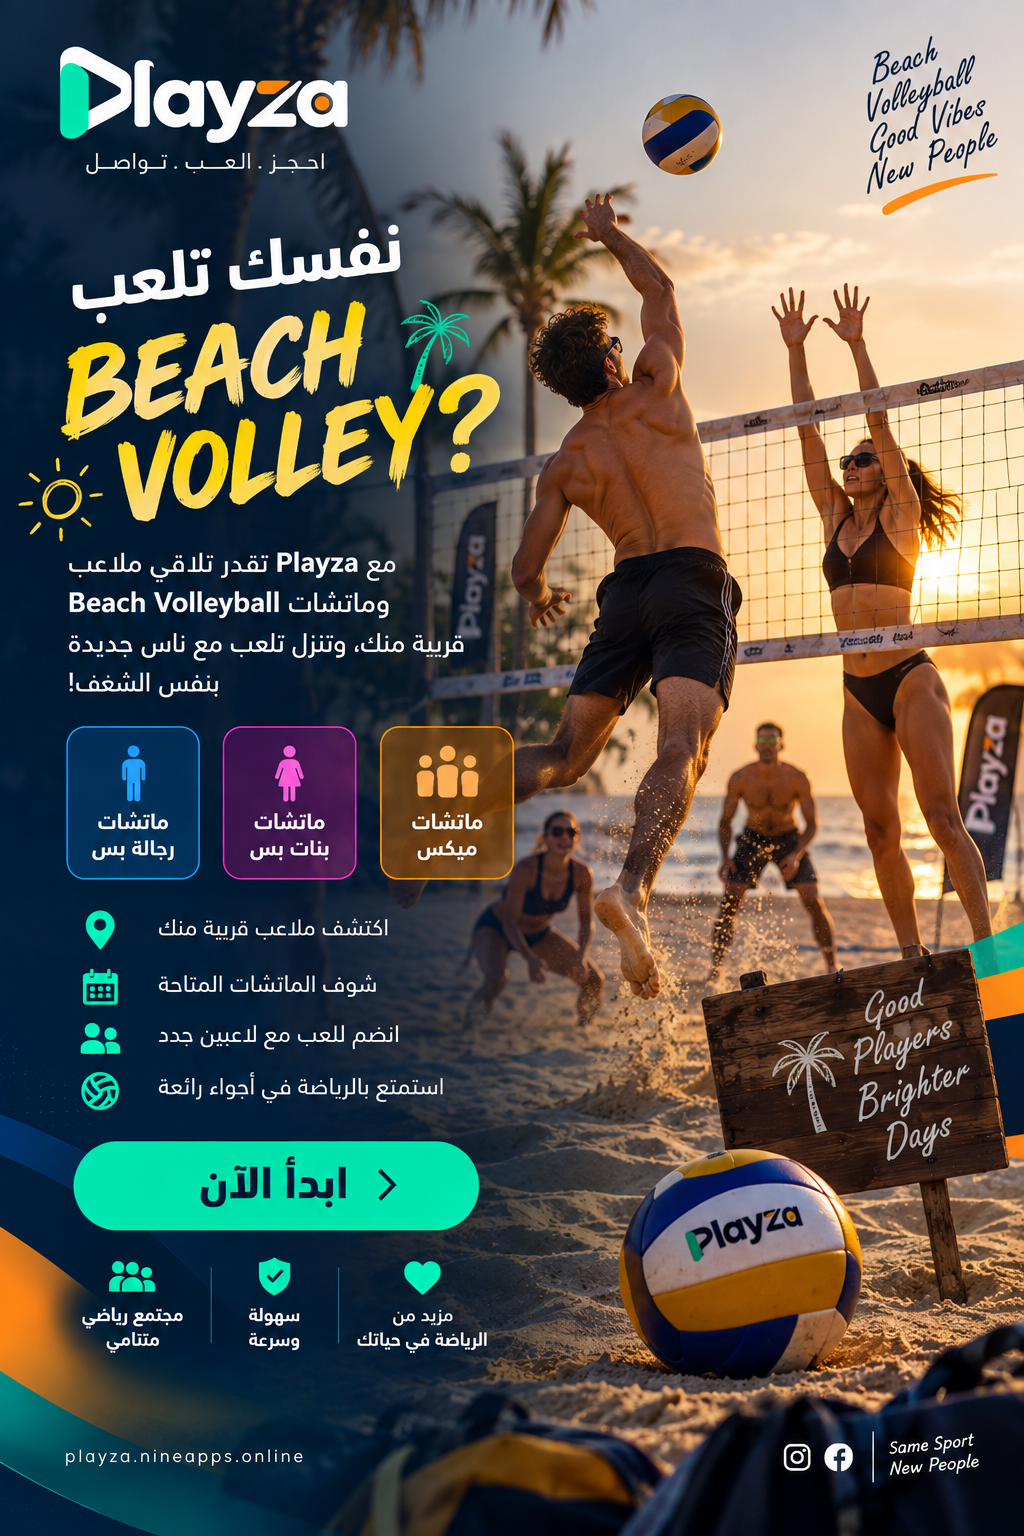 Playza
احجز . العب . تواصل
Beach
Volleyball
Good Vibes
New People
نفسك تلعب
BEACH
VOLLEY?
مع Playza تقدر تلاقي ملاعب
وماتشات Beach Volleyball
قريبة منك، وتنزل تلعب مع ناس جديدة
بنفس الشغف!
ماتشات
رجالة بس
ماتشات
بنات بس
ماتشات
ميكس
اكتشف ملاعب قريبة منك
شوف الماتشات المتاحة
انضم للعب مع لاعبين جدد
استمتع بالرياضة في أجواء رائعة
ابدأ الآن
مجتمع رياضي
متتامي
سهولة
وسرعة
مزيد من
الرياضة في حياتك
Playza
Playza
Good
Players
Brighter
Days
Playza
playza.nineapps.online
Same Sport
New People